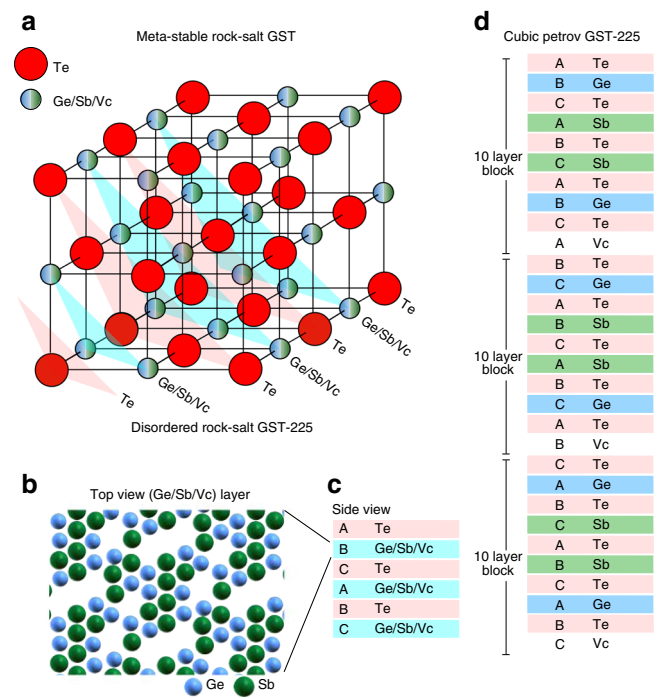 a
Meta-stable rock-salt GST
Te
Ge/Sb/Vc
Te
Ge/Sb/Vc
Te
Ge/Sb/Vc
Te
Ge/Sb/Vc
Te
Disordered rock-salt GST-225
b
Top view (Ge/Sb/Vc) layer
Ge
Sb
c
Side view
A Te
B Ge/Sb/Vc
C Te
A Ge/Sb/Vc
B Te
C Ge/Sb/Vc
d
Cubic petrov GST-225
10 layer
block
A Te
B Ge
C Te
A Sb
B Te
C Sb
A Te
B Ge
C Te
A Vc
10 layer
block
B Te
C Ge
A Te
B Sb
C Te
A Sb
B Te
C Ge
A Te
B Vc
10 layer
block
C Te
A Ge
B Te
C Sb
A Te
B Sb
C Te
A Ge
B Te
C Vc